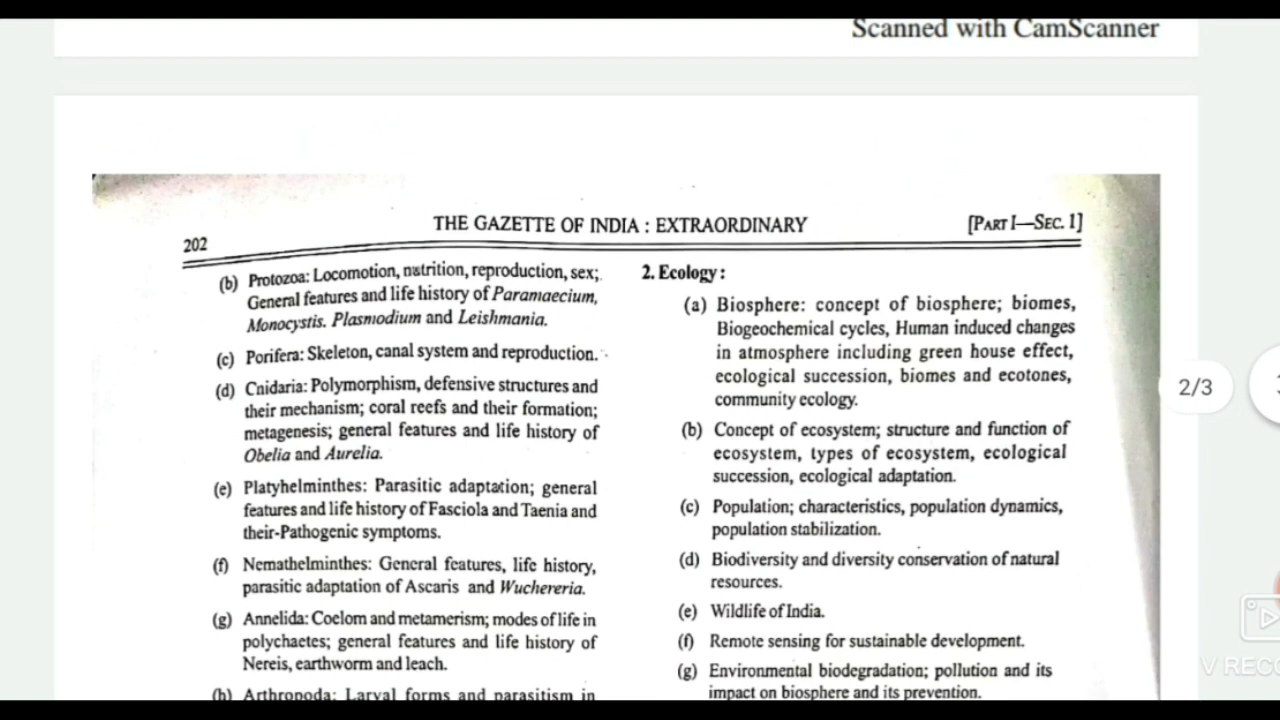 Scanned with CamScanner
THE GAZETTE OF INDIA : EXTRAORDINARY
[PART I—SEC. 1]
202
(b) Protozoa: Locomotion, nutrition, reproduction, sex;
General features and life history of Paramaecium,
Monocystis. Plasmodium and Leishmania.
(c) Porifera: Skeleton, canal system and reproduction.
(d) Cnidaria: Polymorphism, defensive structures and
their mechanism; coral reefs and their formation;
metagenesis; general features and life history of
Obelia and Aurelia.
(e) Platyhelminthes: Parasitic adaptation; general
features and life history of Fasciola and Taenia and
their-Pathogenic symptoms.
(f) Nemathelminthes: General features, life history,
parasitic adaptation of Ascaris and Wuchereria.
(g) Annelida: Coelom and metamerism; modes of life in
polychaetes; general features and life history of
Nereis, earthworm and leach.
(h) Arthropoda: Larval forms and parasitism in
2. Ecology :
(a) Biosphere: concept of biosphere; biomes,
Biogeochemical cycles, Human induced changes
in atmosphere including green house effect,
ecological succession, biomes and ecotones,
community ecology.
(b) Concept of ecosystem; structure and function of
ecosystem, types of ecosystem, ecological
succession, ecological adaptation.
(c) Population; characteristics, population dynamics,
population stabilization.
(d) Biodiversity and diversity conservation of natural
resources.
(e) Wildlife of India.
(f) Remote sensing for sustainable development.
(g) Environmental biodegradation; pollution and its
impact on biosphere and its prevention.
2/3
V REC